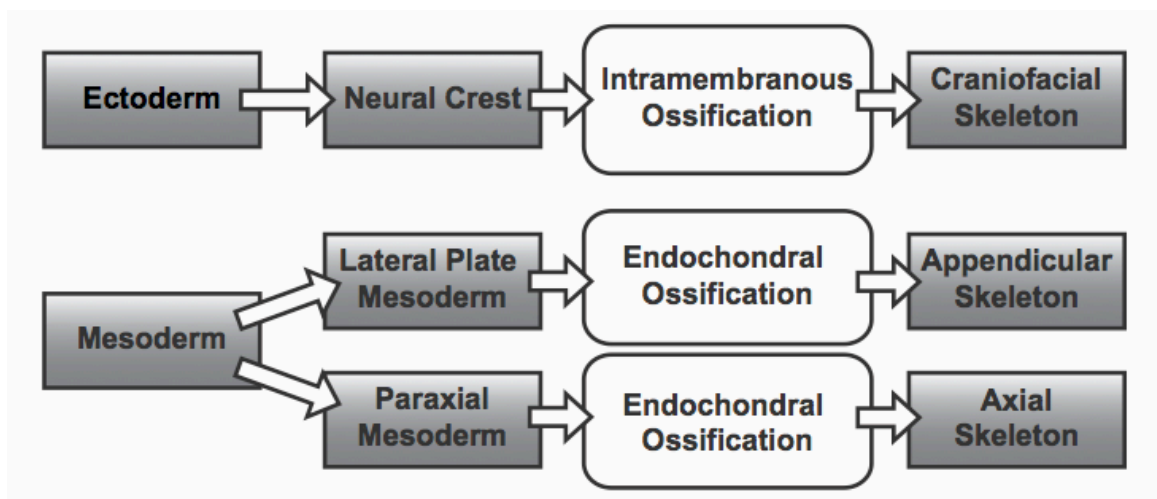 Ectoderm
Neural Crest
Intramembranous
Ossification
Craniofacial
Skeleton
Mesoderm
Lateral Plate
Mesoderm
Endochondral
Ossification
Appendicular
Skeleton
Paraxial
Mesoderm
Endochondral
Ossification
Axial
Skeleton